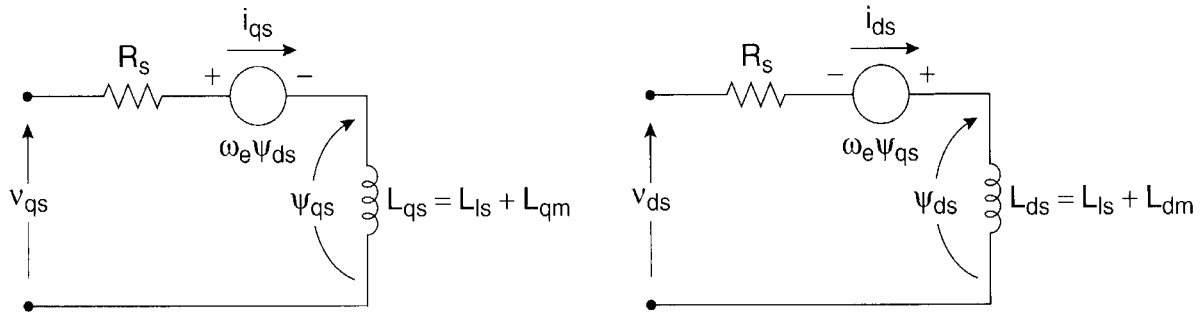 i_qs
R_s
+ −
ω_eψ_ds
v_qs
ψ_qs
L_qs = L_ls + L_qm
i_ds
R_s
− +
ω_eψ_qs
v_ds
ψ_ds
L_ds = L_ls + L_dm